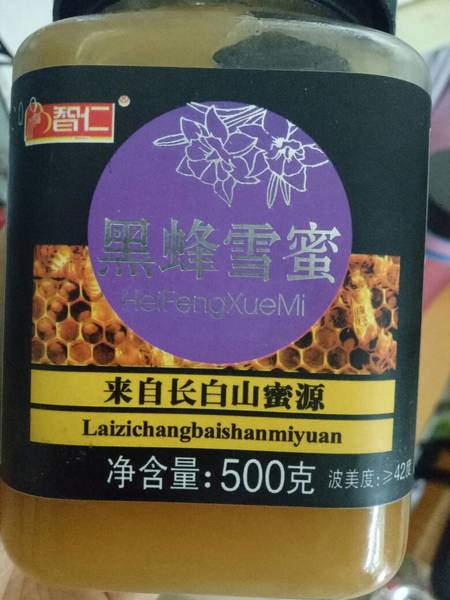 智仁
黑蜂雪蜜
HeiFengXueMi
来自长白山蜜源
Laizichangbaishanmiyuan
净含量:500克 波美度:≥42度